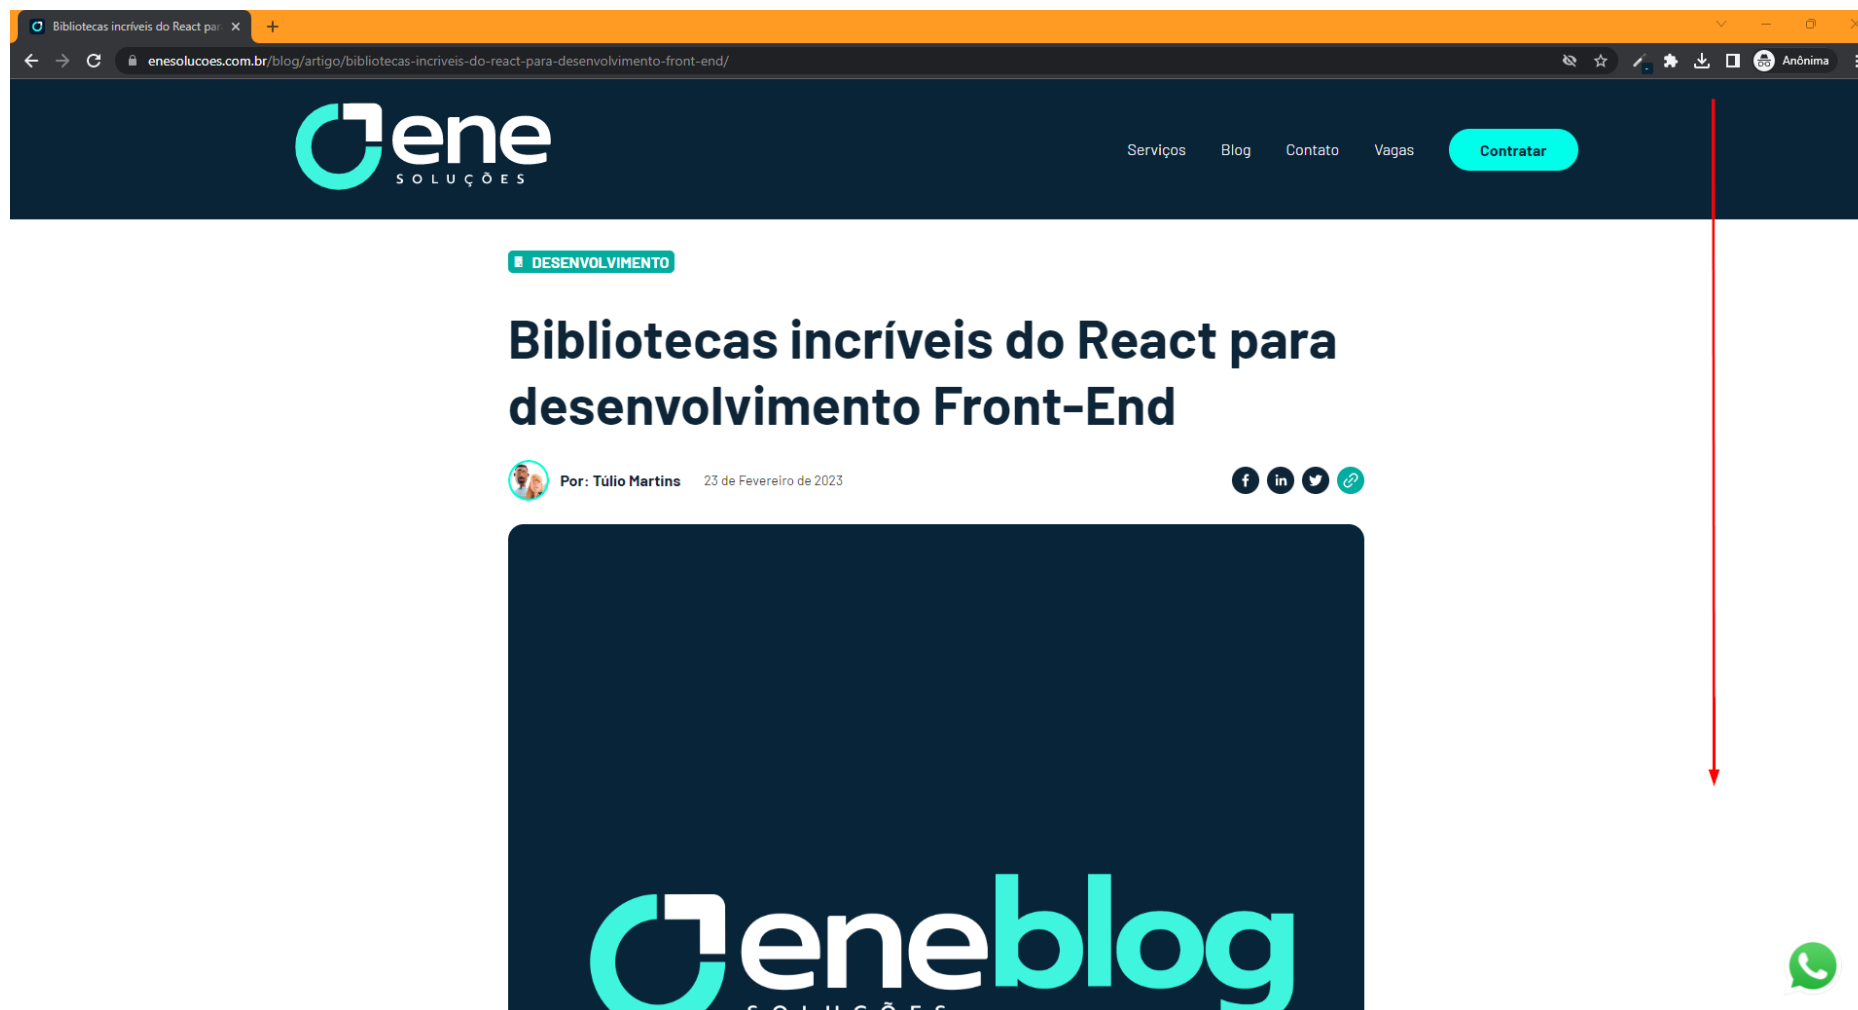 Bibliotecas incríveis do React par
enesolucoes.com.br/blog/artigo/bibliotecas-incriveis-do-react-para-desenvolvimento-front-end/
Anônima
ene
SOLUÇÕES
Serviços
Blog
Contato
Vagas
Contratar
DESENVOLVIMENTO
Bibliotecas incríveis do React para
desenvolvimento Front-End
Por: Túlio Martins
23 de Fevereiro de 2023
eneblog
SOLUÇÕES